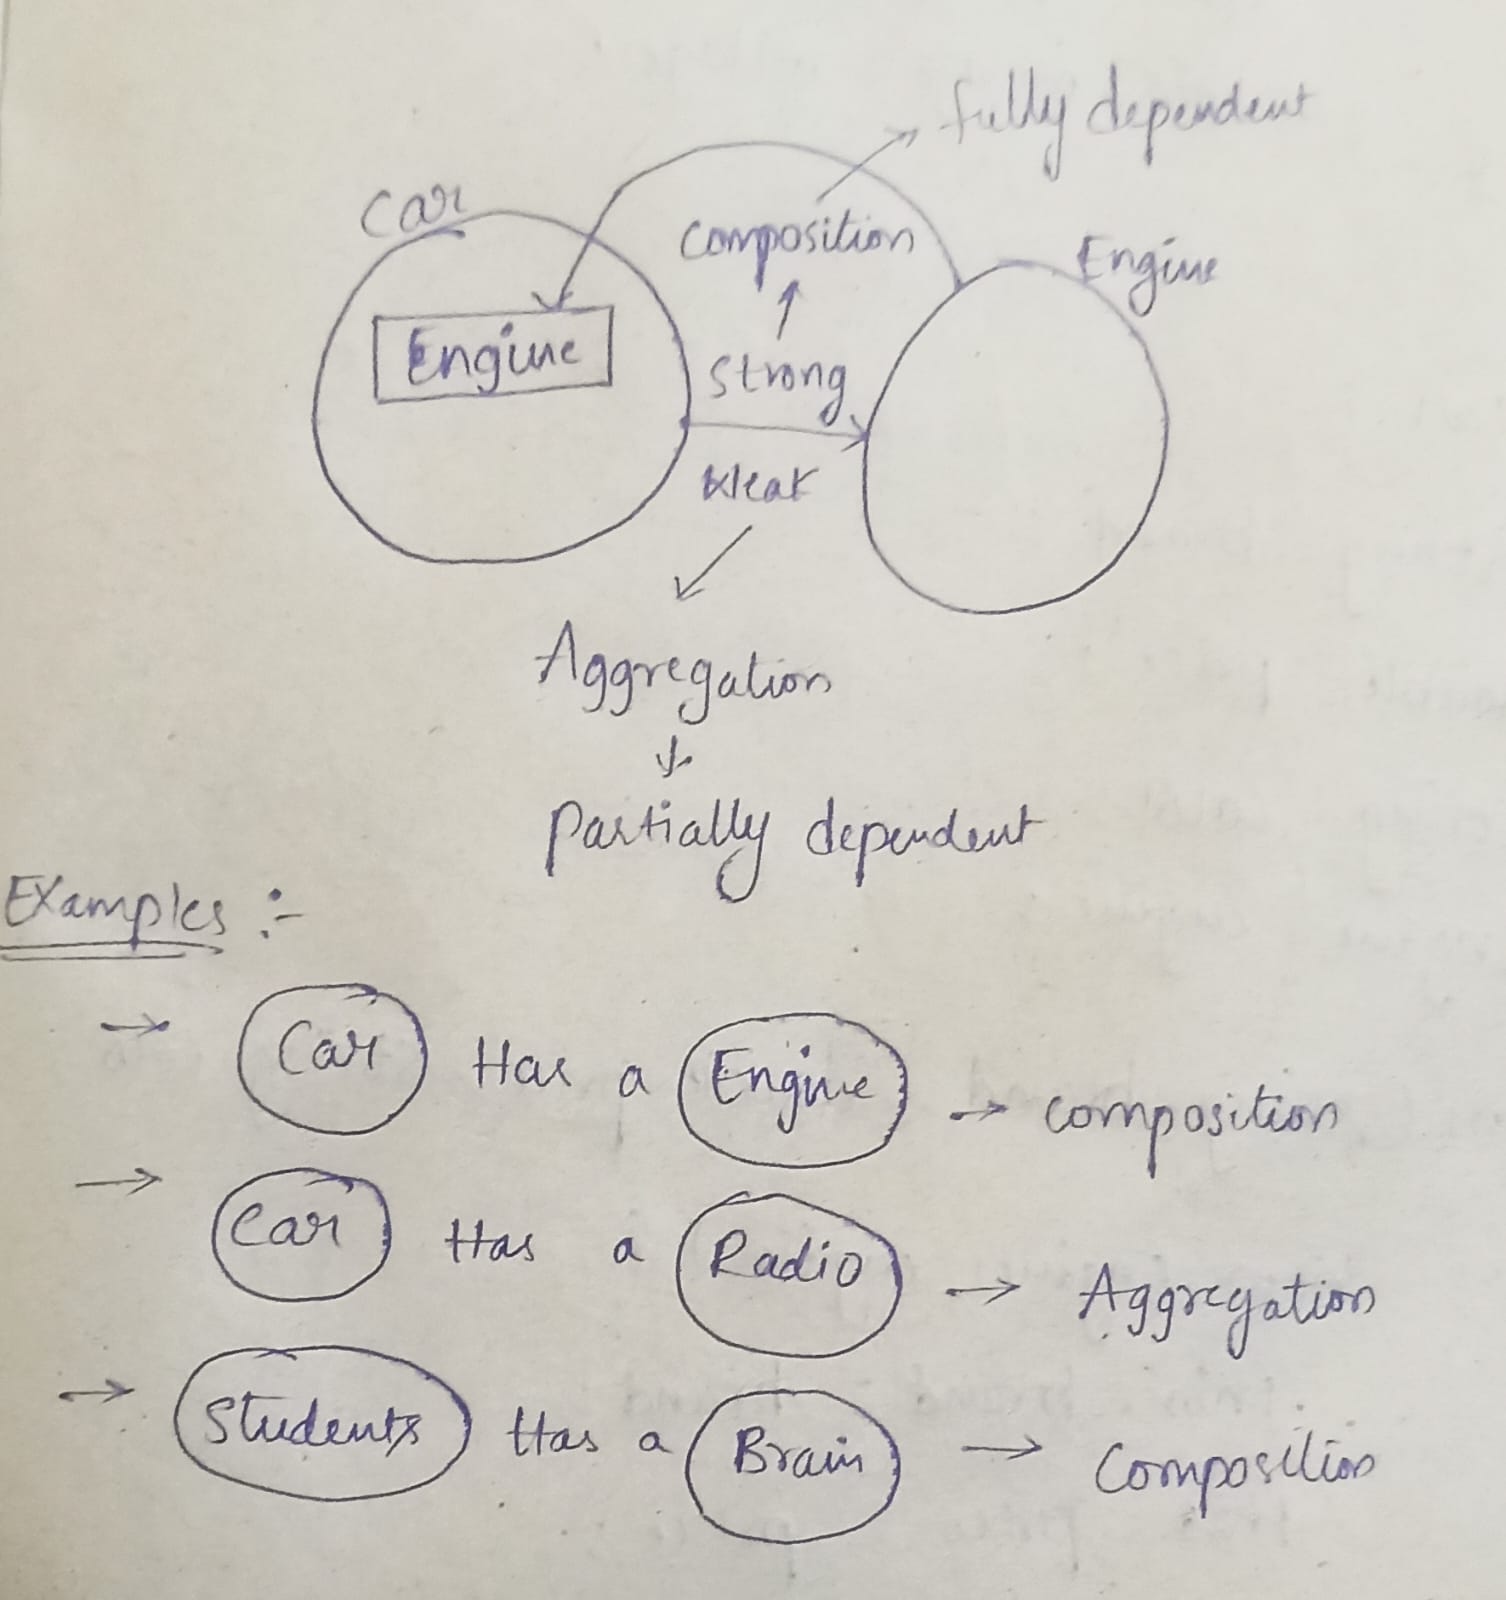 fully dependent
Car
composition
Engine
Engine
Strong
Weak
Aggregation
Partially dependent
Examples :-
→ Car Has a Engine → composition
→ Car Has a Radio → Aggregation
→ Students Has a Brain → Composition